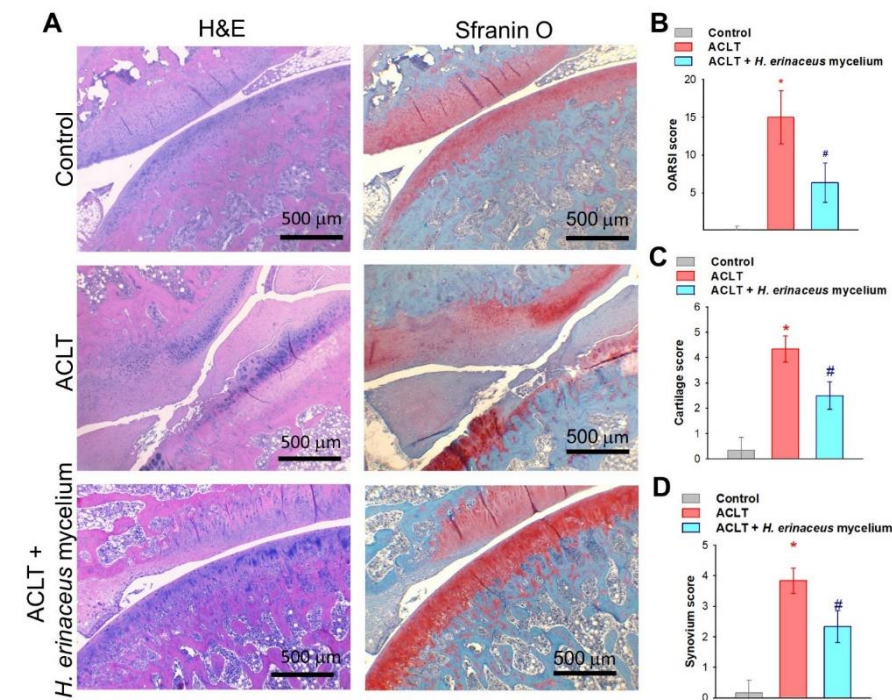 A
H&E
Sfranin O
Control
500 μm
500 μm
ACLT
500 μm
500 μm
ACLT +
H. erinaceus mycelium
500 μm
500 μm
B
Control
ACLT
ACLT + H. erinaceus mycelium
OARSI score
20
15
10
5
*
#
C
Control
ACLT
ACLT + H. erinaceus mycelium
Cartilage score
6
5
4
3
2
1
0
*
#
D
Control
ACLT
ACLT + H. erinaceus mycelium
Synovium score
5
4
3
2
1
0
*
#